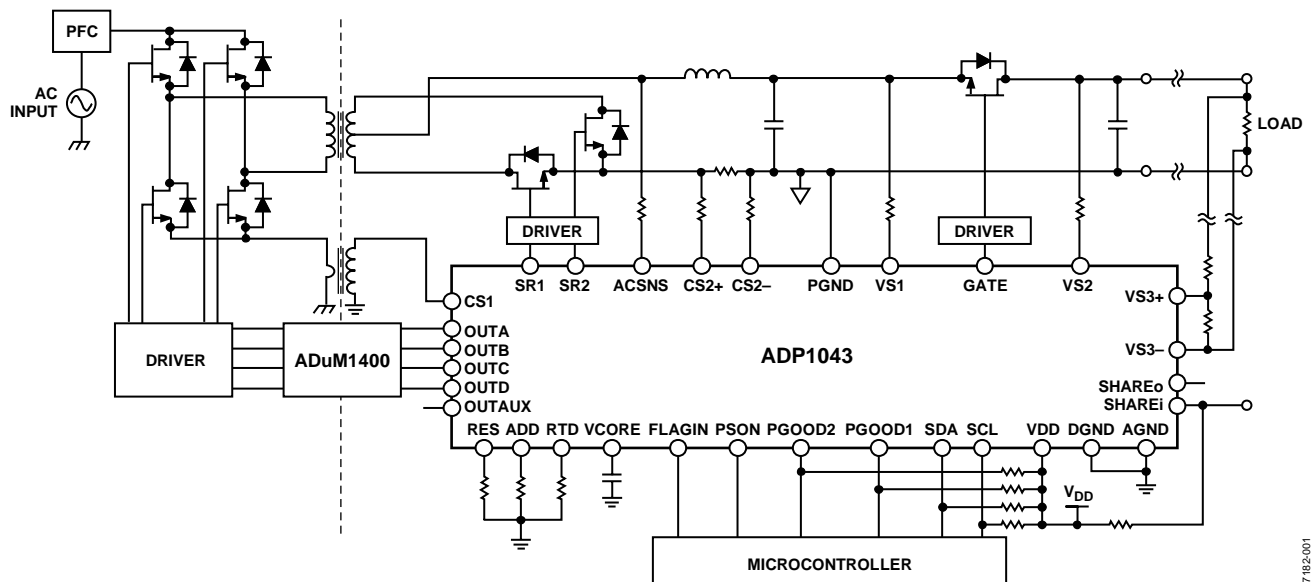 PFC
AC
INPUT
LOAD
DRIVER
DRIVER
SR1 SR2 ACSNS CS2+ CS2– PGND VS1 GATE VS2
CS1
VS3+
OUTA
OUTB
OUTC
OUTD
OUTAUX
DRIVER
ADuM1400
ADP1043
VS3–
SHAREo
SHAREi
RES ADD RTD VCORE FLAGIN PSON PGOOD2 PGOOD1 SDA SCL VDD DGND AGND
VDD
MICROCONTROLLER
7182-001